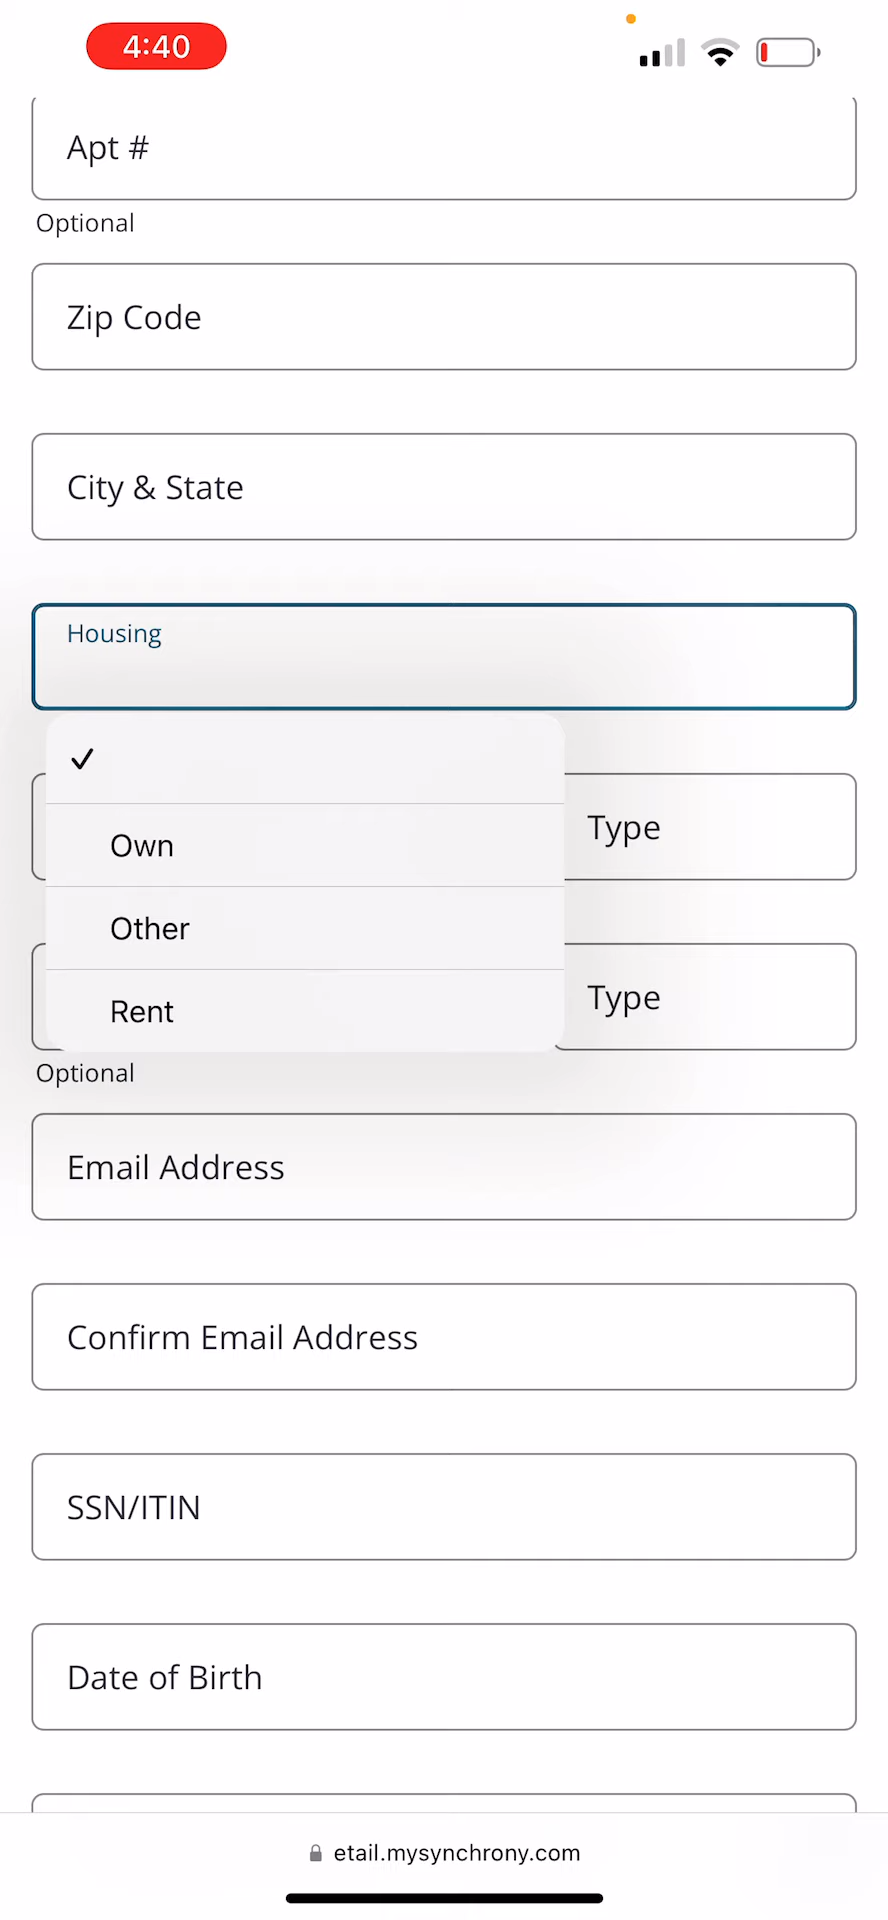 4:40
Apt #
Optional
Zip Code
City & State
Housing
Own
Other
Rent
Type
Type
Optional
Email Address
Confirm Email Address
SSN/ITIN
Date of Birth
etail.mysynchrony.com